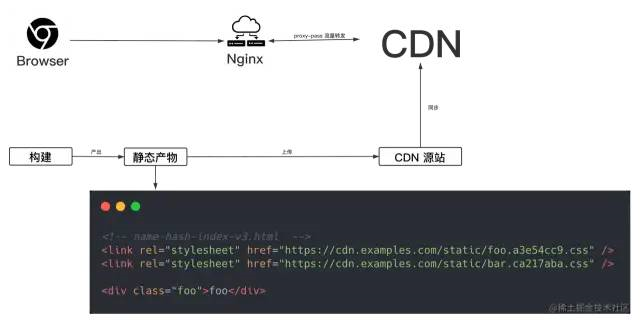 Browser
Nginx
proxy-pass 流量转发
CDN
同步
构建
产出
静态产物
上传
CDN 源站
<!-- name-hash-index-v3.html  -->
<link rel="stylesheet" href="https://cdn.examples.com/static/foo.a3e54cc9.css" />
<link rel="stylesheet" href="https://cdn.examples.com/static/bar.ca217aba.css" />
<div class="foo">foo</div>
@稀土掘金技术社区